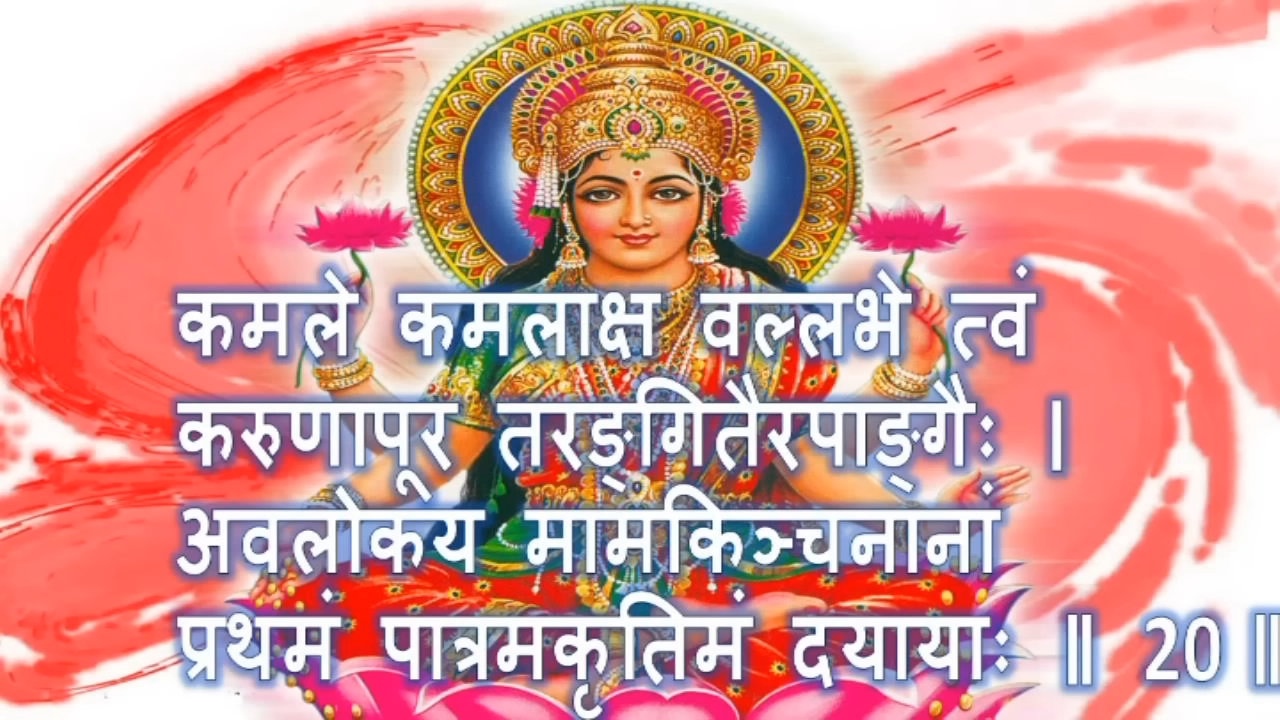 कमले कमलाक्ष वल्लभे त्वं
करुणापूर तरङ्गितैरपाङ्गैः ।
अवलोकय मामकिञ्चनानां
प्रथमं पात्रमकृतिमं दयायाः ॥ 20 ॥